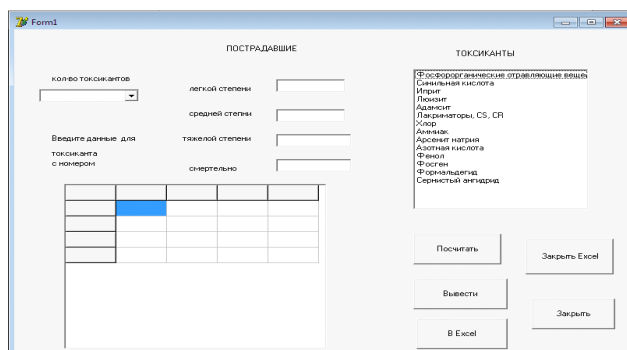 Form1
ПОСТРАДАВШИЕ
ТОКСИКАНТЫ
кол-во токсикантов
легкой степени
средней степни
Введите данные для
токсиканта
с номером
тяжелой степени
смертельно
Фосфорорганические отравляющие веще
Синильная кислота
Иприт
Люизит
Адамсит
Лакриматоры, CS, CR
Хлор
Аммиак
Арсенит натрия
Азотная кислота
Фенол
Фосген
Формальдегид
Сернистый ангидрид
Посчитать
Закрыть Excel
Вывести
Закрыть
В Excel